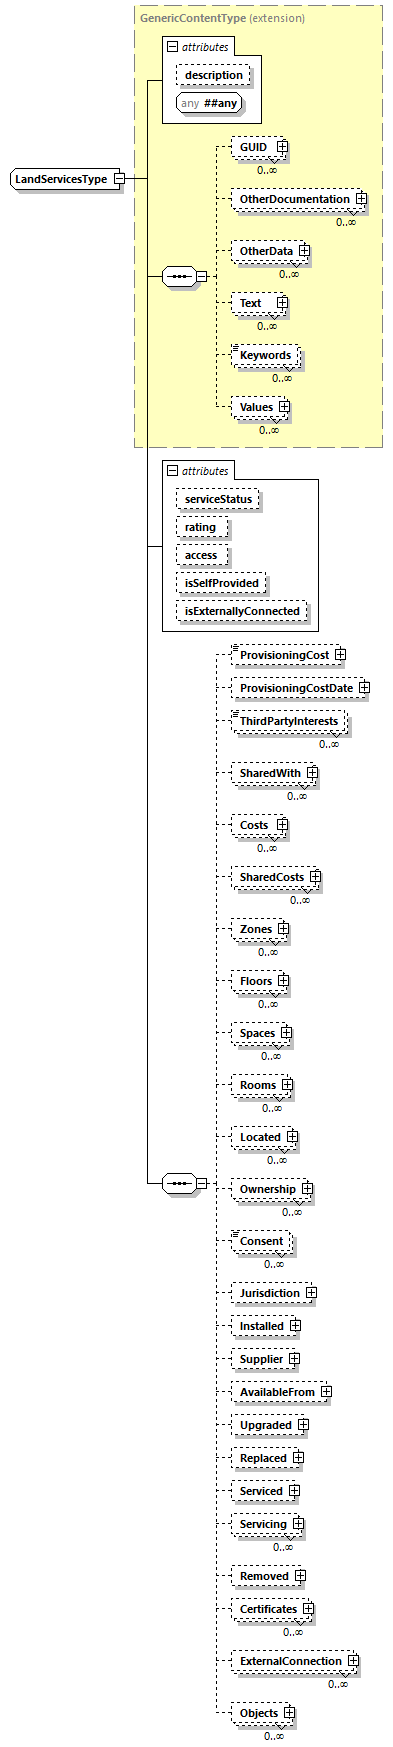 GenericContentType (extension)
attributes
description
any ##any
LandServicesType
GUID
0..∞
OtherDocumentation
0..∞
OtherData
0..∞
Text
0..∞
Keywords
0..∞
Values
0..∞
attributes
serviceStatus
rating
access
isSelfProvided
isExternallyConnected
ProvisioningCost
ProvisioningCostDate
ThirdPartyInterests
0..∞
SharedWith
0..∞
Costs
0..∞
SharedCosts
0..∞
Zones
0..∞
Floors
0..∞
Spaces
0..∞
Rooms
0..∞
Located
0..∞
Ownership
0..∞
Consent
0..∞
Jurisdiction
Installed
Supplier
AvailableFrom
Upgraded
Replaced
Serviced
Servicing
0..∞
Removed
Certificates
0..∞
ExternalConnection
0..∞
Objects
0..∞